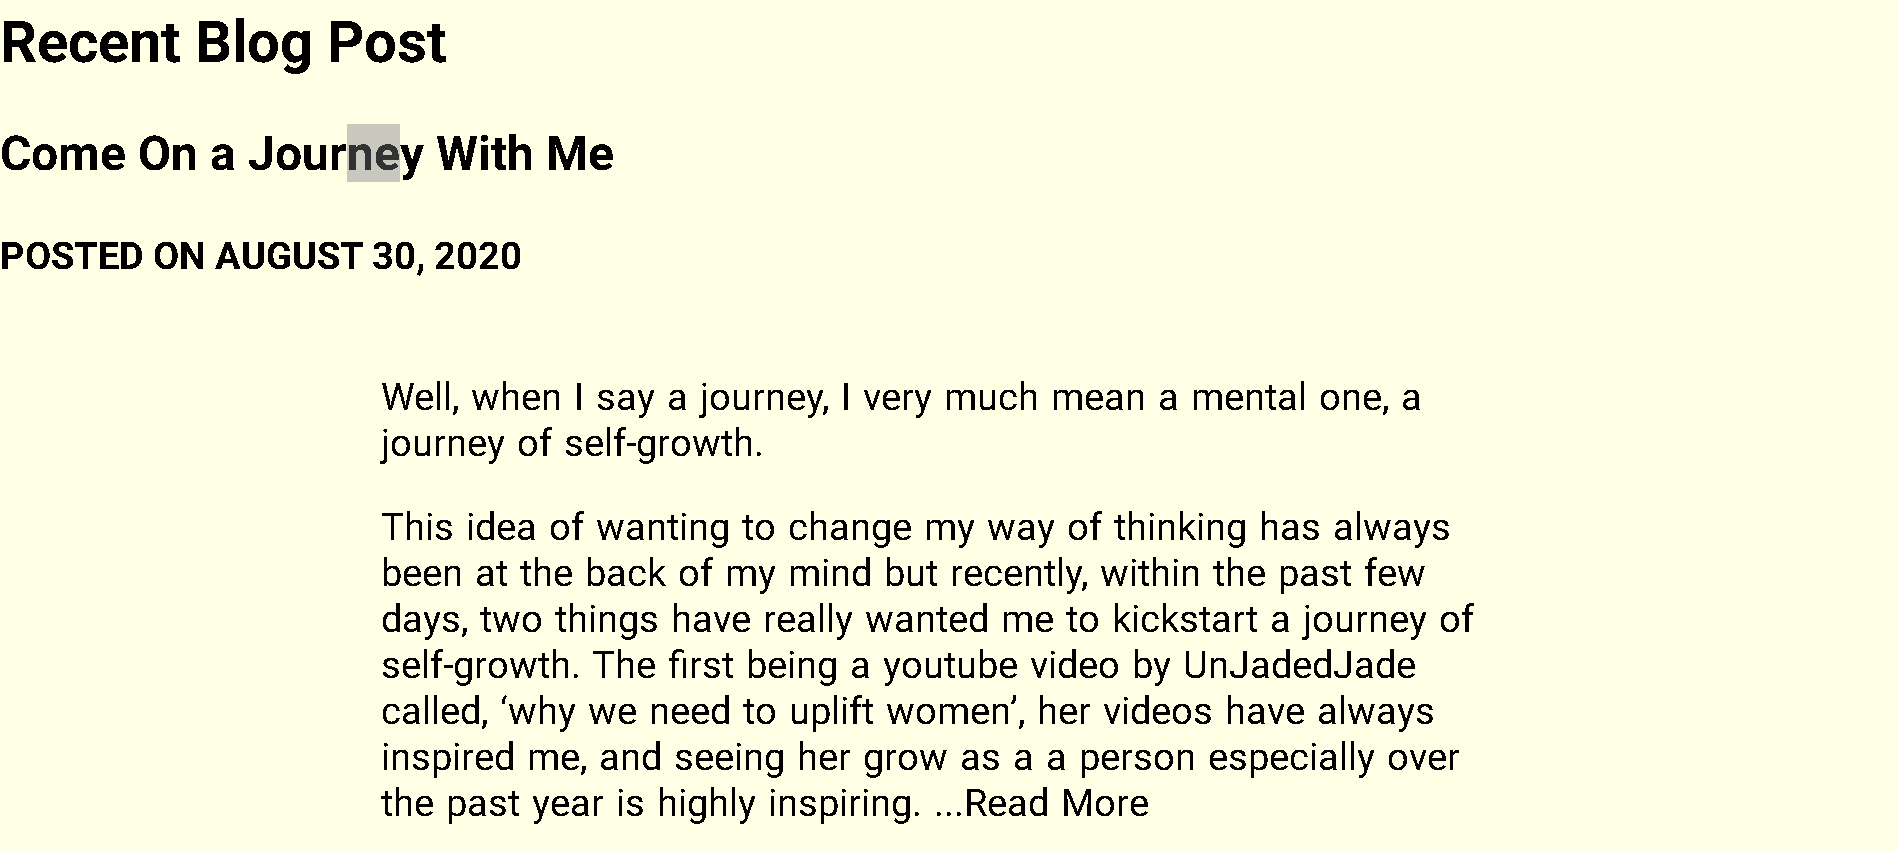 Recent Blog Post
Come On a Journey With Me
POSTED ON AUGUST 30, 2020
Well, when I say a journey, I very much mean a mental one, a
journey of self-growth.
This idea of wanting to change my way of thinking has always
been at the back of my mind but recently, within the past few
days, two things have really wanted me to kickstart a journey of
self-growth. The first being a youtube video by UnJadedJade
called, ‘why we need to uplift women’, her videos have always
inspired me, and seeing her grow as a a person especially over
the past year is highly inspiring. ...Read More